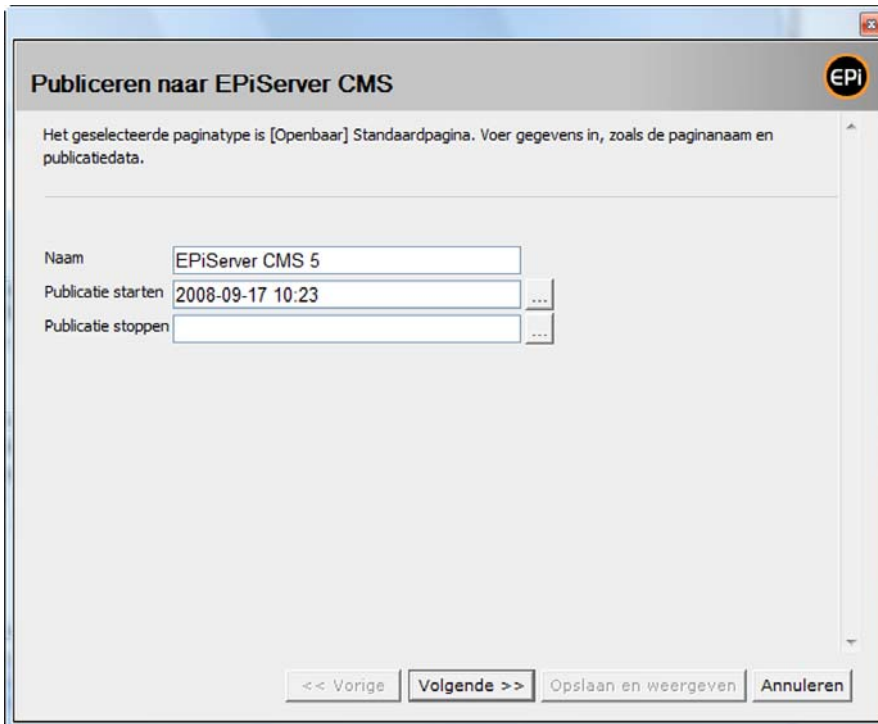 Publiceren naar EPiServer CMS
EPi
Het geselecteerde paginatype is [Openbaar] Standaardpagina. Voer gegevens in, zoals de paginanaam en
publicatiedata.
Naam EPiServer CMS 5
Publicatie starten 2008-09-17 10:23 ...
Publicatie stoppen ...
<< Vorige Volgende >> Opslaan en weergeven Annuleren